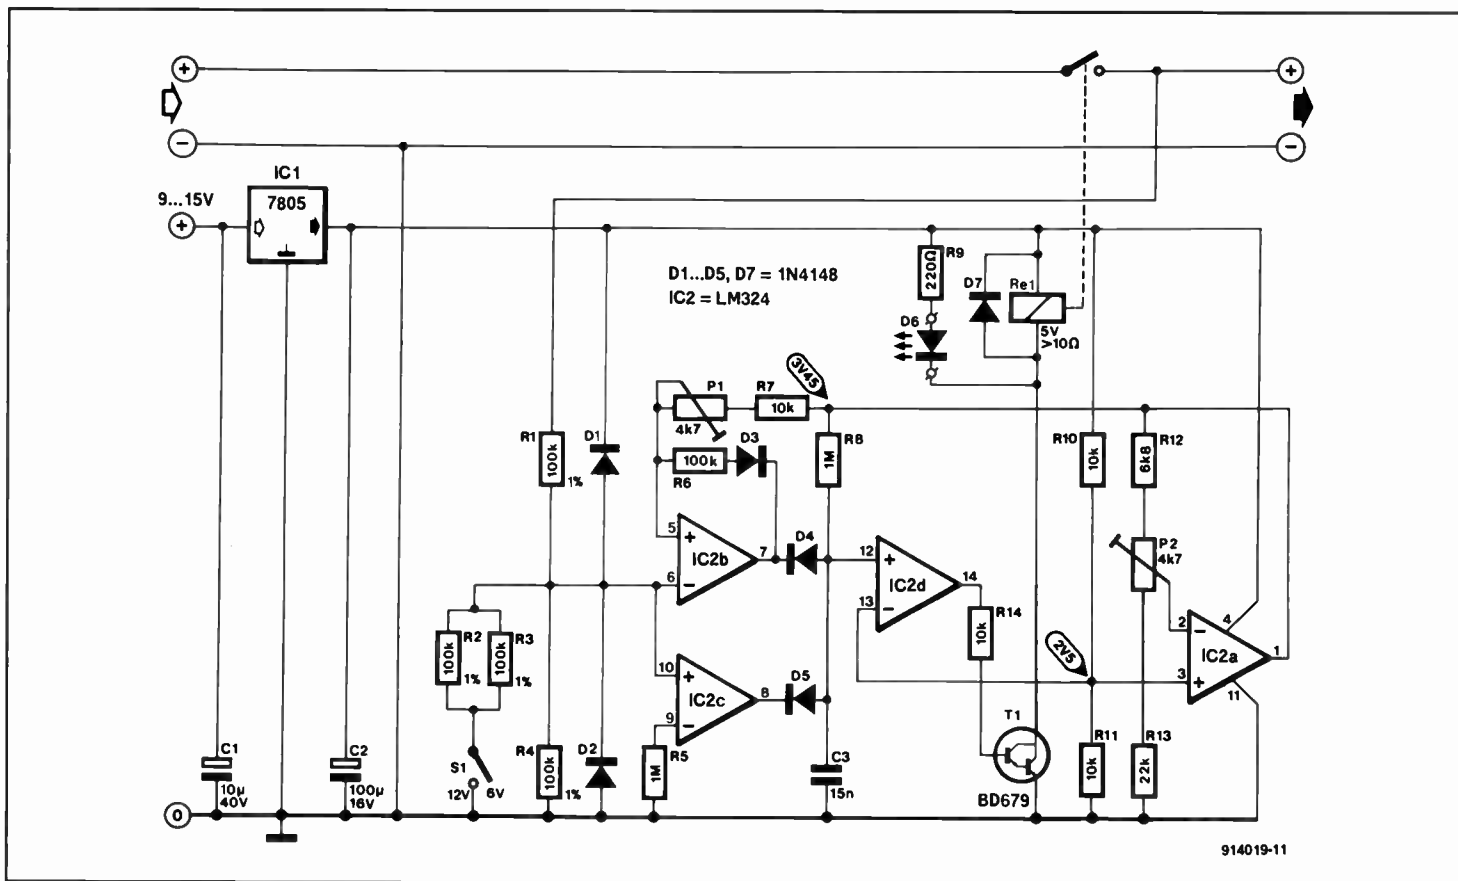 +
+
−
−
IC1
9...15V
7805
+
R9
220Ω
D1...D5, D7 = 1N4148
IC2 = LM324
D7
Re1
5V
>10Ω
D6
3V45
P1
4k7
R7
10k
R1
100k
1%
D1
D3
100k
R6
R8
1M
R10
10k
R12
6k8
5
+
IC2b
7
6
−
D4
12
+
IC2d
14
13
−
P2
4k7
R14
10k
R2
100k
1%
R3
100k
1%
10
+
IC2c
8
9
−
D5
2V5
2
−
4
IC2a
1
3
+
11
T1
BD679
C1
10µ
40V
C2
100µ
16V
S1
12V
6V
R4
100k
1%
D2
R5
1M
C3
15n
R11
10k
R13
22k
0
914019-11